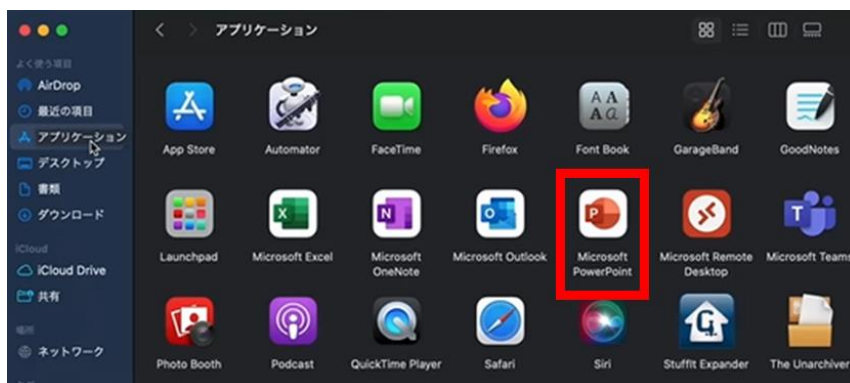 アプリケーション
よく使う項目
AirDrop
最近の項目
アプリケーション
デスクトップ
書類
ダウンロード
iCloud
iCloud Drive
共有
場所
ネットワーク
App Store
Automator
FaceTime
Firefox
Font Book
GarageBand
GoodNotes
Launchpad
Microsoft Excel
Microsoft
OneNote
Microsoft Outlook
Microsoft
PowerPoint
Microsoft Remote
Desktop
Microsoft Teams
Photo Booth
Podcast
QuickTime Player
Safari
Siri
StuffIt Expander
The Unarchiver